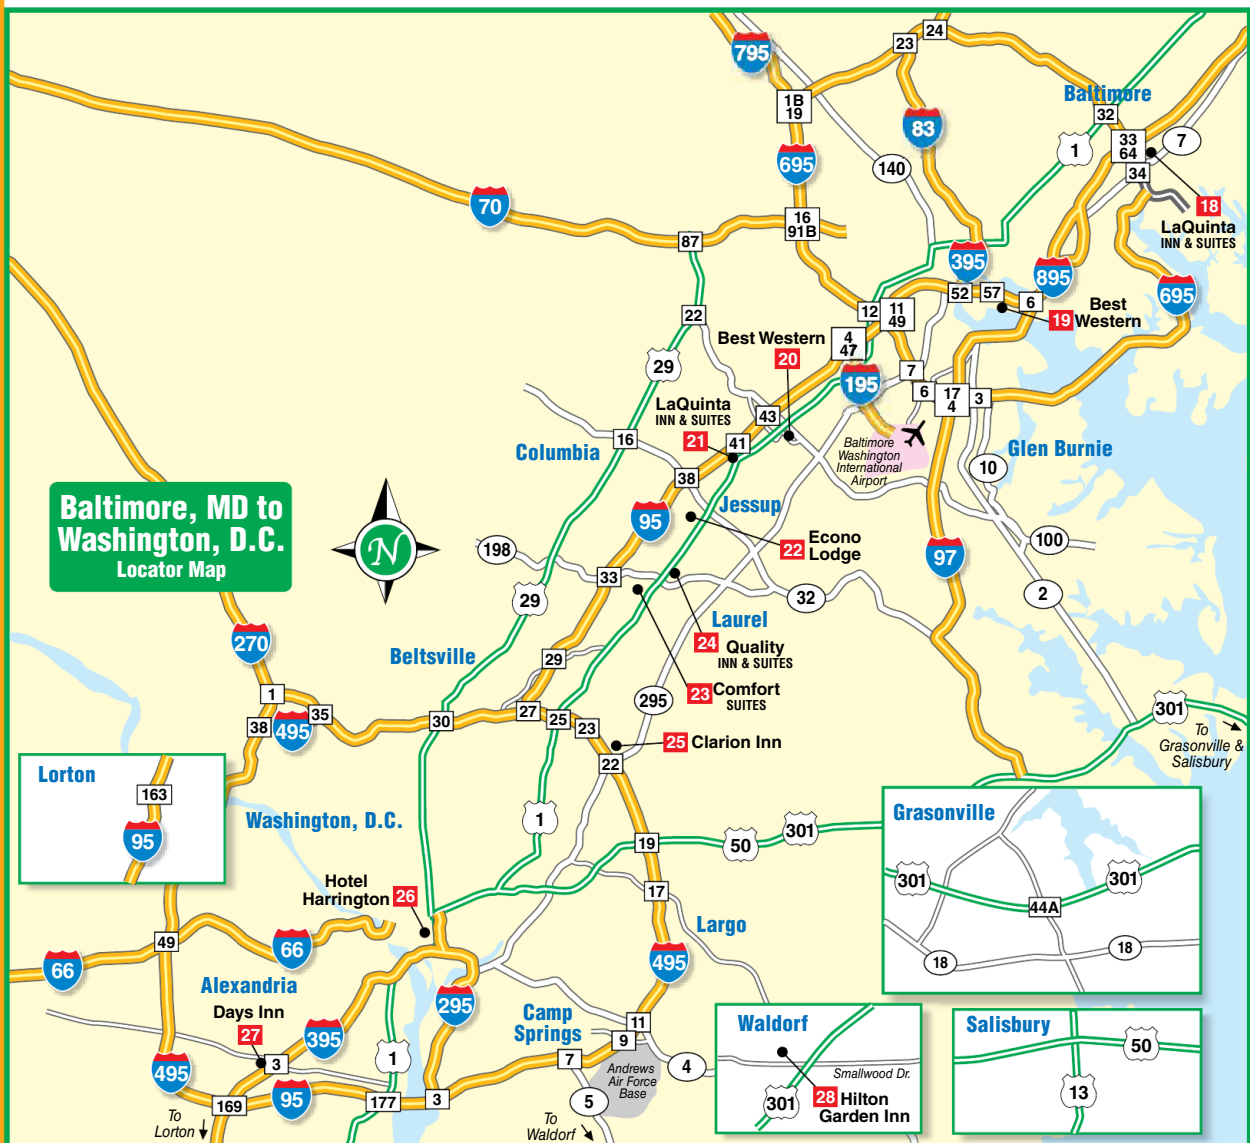 795
23
24
1B
19
83
Baltimore
32
33
64
7
1
34
695
140
18
LaQuinta
INN & SUITES
70
16
91B
87
395
895
695
52
57
6
19
Best
Western
22
12
11
49
Best Western
20
4
47
29
195
7
6
17
4
3
LaQuinta
INN & SUITES
21
43
41
16
Columbia
Baltimore
Washington
International
Airport
Glen Burnie
10
38
Baltimore, MD to
Washington, D.C.
Locator Map
N
Jessup
95
22
Econo
Lodge
198
100
97
33
29
32
2
Laurel
24
Quality
INN & SUITES
270
Beltsville
29
23
Comfort
SUITES
295
1
35
38
495
30
27
25
23
301
To
Grasonville &
Salisbury
25
Clarion Inn
22
Lorton
163
95
Washington, D.C.
1
301
50
19
Grasonville
301
301
44A
18
18
Hotel
Harrington
26
17
Largo
49
66
66
495
Alexandria
Days Inn
27
295
Camp
Springs
11
9
395
1
3
7
4
Andrews
Air Force
Base
495
95
169
177
3
5
To
Lorton
To
Waldorf
Waldorf
Smallwood Dr.
301
28
Hilton
Garden Inn
Salisbury
50
13